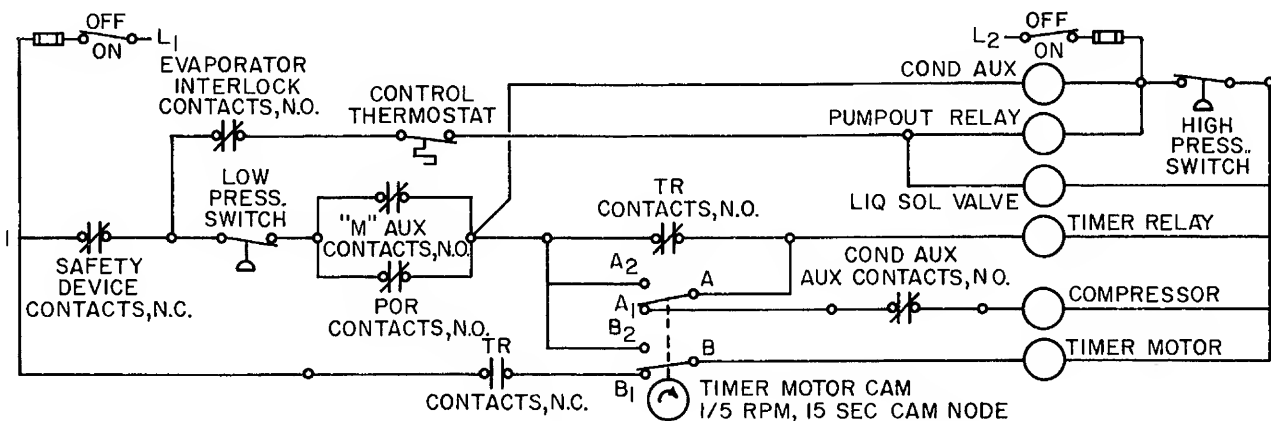 OFF
ON
L1
EVAPORATOR
INTERLOCK
CONTACTS, N.O.
CONTROL
THERMOSTAT
LOW
PRESS.
SWITCH
"M" AUX
CONTACTS, N.O.
POR
CONTACTS, N.O.
1
SAFETY
DEVICE
CONTACTS, N.C.
TR
CONTACTS, N.C.
TR
CONTACTS, N.O.
A2
A
A1
B2
B
B1
TIMER MOTOR CAM
1/5 RPM, 15 SEC CAM NODE
COND AUX
AUX CONTACTS, N.O.
L2
OFF
ON
COND AUX
PUMPOUT RELAY
LIQ SOL VALVE
TIMER RELAY
COMPRESSOR
TIMER MOTOR
HIGH
PRESS..
SWITCH